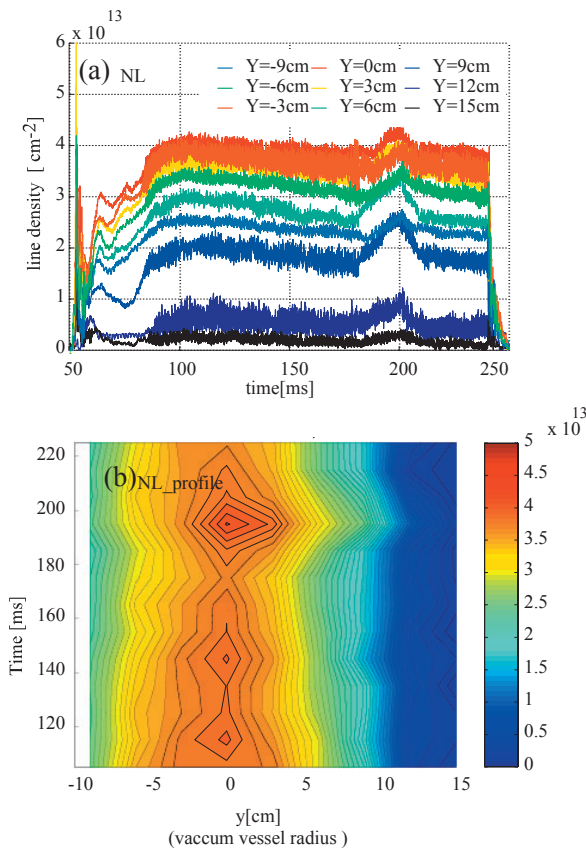 x 10 13
6
5
4
3
2
1
0
(a) NL
Y=-9cm Y=0cm Y=9cm
Y=-6cm Y=3cm Y=12cm
Y=-3cm Y=6cm Y=15cm
line density [ cm-2]
50 100 150 200 250
time[ms]
x 10 13
(b) NL_profile
220
200
180
160
140
120
Time [ms]
-10 -5 0 5 10 15
y[cm]
(vaccum vessel radius )
5
4.5
4
3.5
3
2.5
2
1.5
1
0.5
0